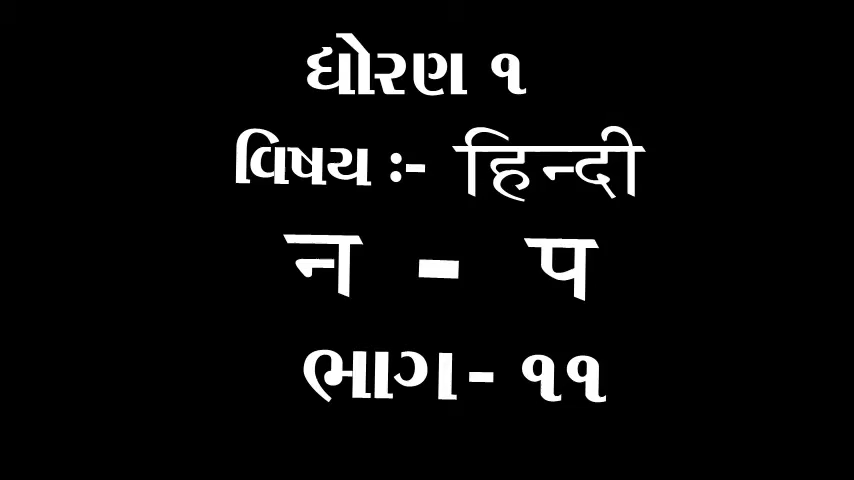 ધોરણ ૧
વિષય :- हिन्दी
न - प
ભાગ- ૧૧